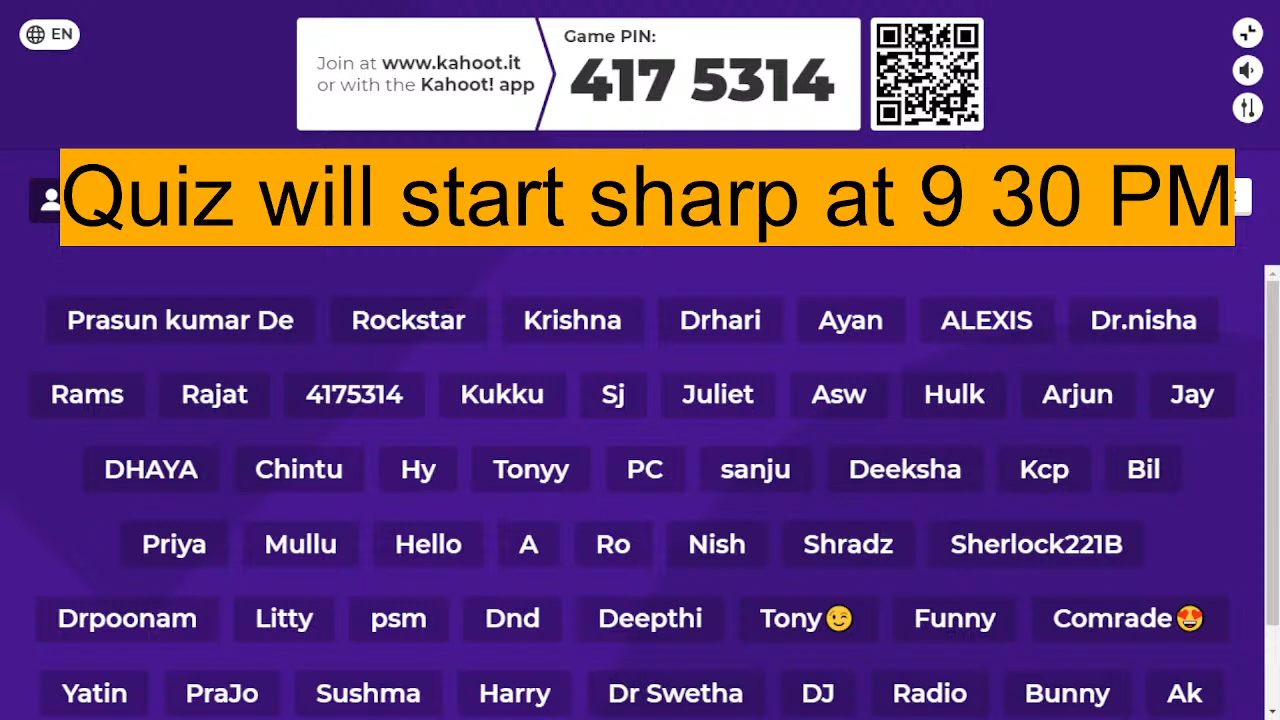 EN
Join at www.kahoot.it
or with the Kahoot! app
Game PIN:
417 5314
Quiz will start sharp at 9 30 PM
Prasun kumar De Rockstar Krishna Drhari Ayan ALEXIS Dr.nisha
Rams Rajat 4175314 Kukku Sj Juliet Asw Hulk Arjun Jay
DHAYA Chintu Hy Tonyy PC sanju Deeksha Kcp Bil
Priya Mullu Hello A Ro Nish Shradz Sherlock221B
Drpoonam Litty psm Dnd Deepthi Tony😉 Funny Comrade😍
Yatin PraJo Sushma Harry Dr Swetha DJ Radio Bunny Ak